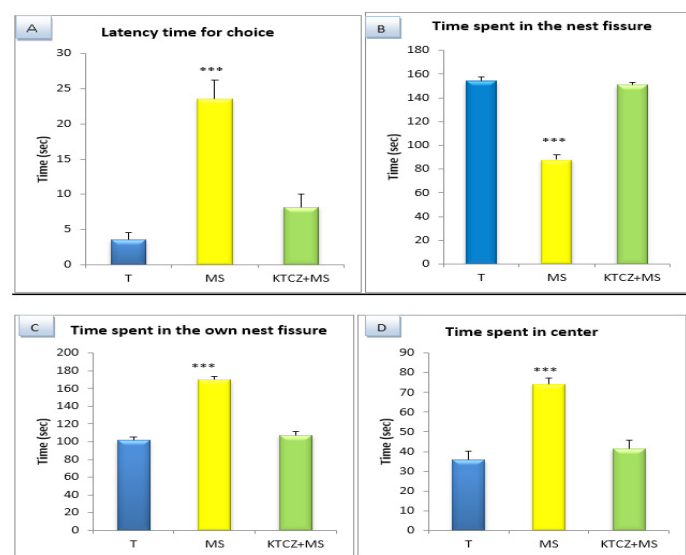 A
Latency time for choice
30
25
20
15
10
5
0
Time (sec)
***
T MS KTCZ+MS
B
Time spent in the nest fissure
180
160
140
120
100
80
60
40
20
0
Time (sec)
***
T MS KTCZ+MS
C
Time spent in the own nest fissure
200
180
160
140
120
100
80
60
40
20
0
Time (sec)
***
T MS KTCZ+MS
D
Time spent in center
90
80
70
60
50
40
30
20
10
0
Time (sec)
***
T MS KTCZ+MS